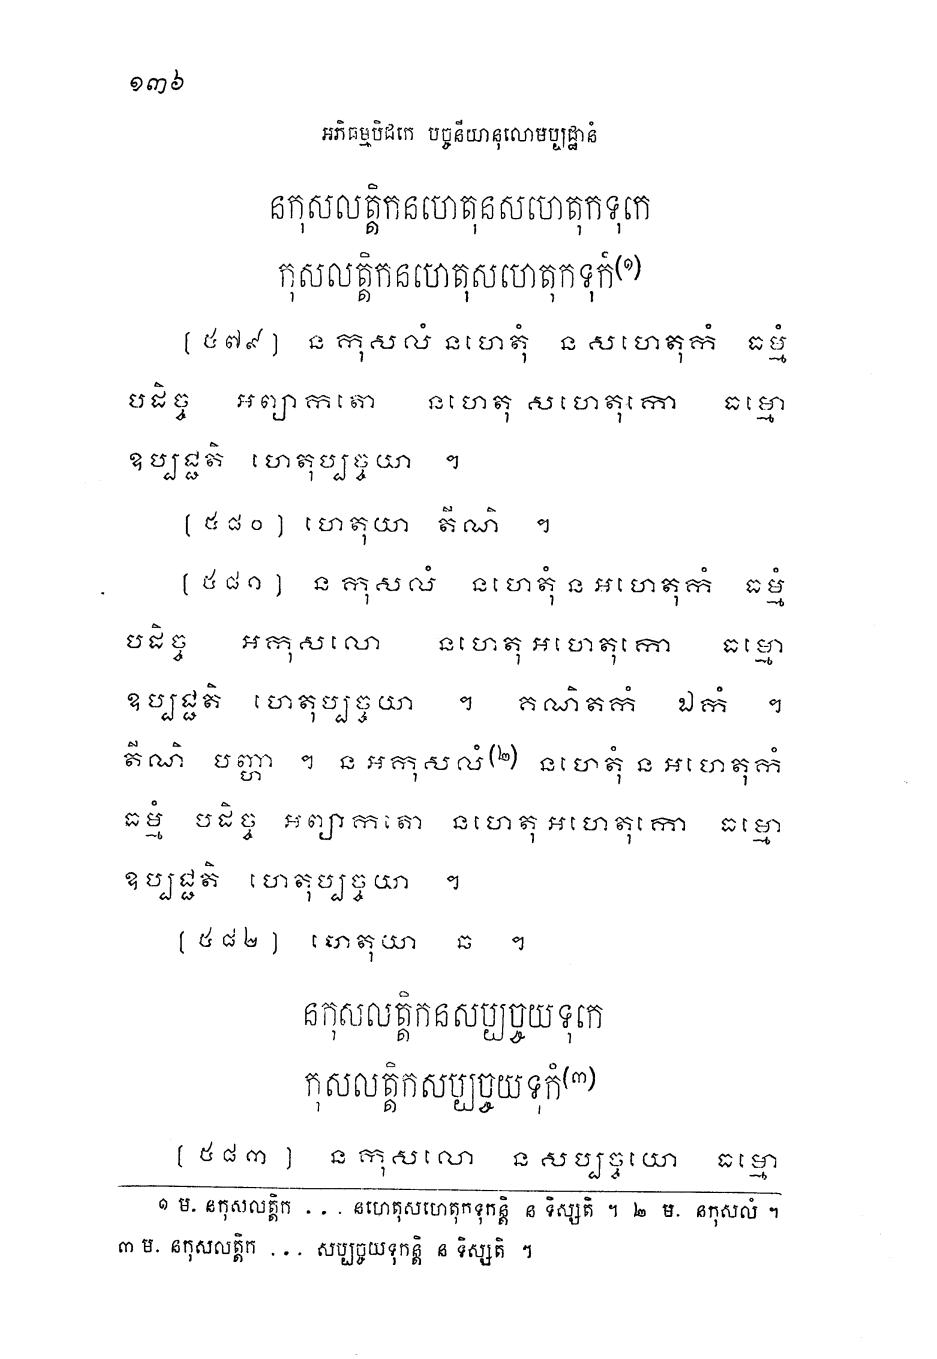 ១៣៦
អភិធម្មបិដកេ បច្ចនីយានុលោមប្បដ្ឋានំ
នកុសលត្តិកនហេតុនសហេតុកទុកេ
កុសលត្តិកនហេតុសហេតុកទុកំ(១)
[៥៧៩] នកុសលំ នហេតុំ នសហេតុកំ ធម្មំ
បដិច្ច អព្យាកតោ នហេតុ សហេតុកោ ធម្មោ
ឧប្បជ្ជតិ ហេតុប្បច្ចយា ។
[៥៨០] ហេតុយា តីណិ ។
[៥៨១] នកុសលំ នហេតុំ នអហេតុកំ ធម្មំ
បដិច្ច អកុសលោ នហេតុ អហេតុកោ ធម្មោ
ឧប្បជ្ជតិ ហេតុប្បច្ចយា ។ គណិតកំ ឯកំ ។
តីណិ បញ្ហា ។ នអកុសលំ(២) នហេតុំ នអហេតុកំ
ធម្មំ បដិច្ច អព្យាកតោ នហេតុ អហេតុកោ ធម្មោ
ឧប្បជ្ជតិ ហេតុប្បច្ចយា ។
[៥៨២] ហេតុយា ឆ ។
នកុសលត្តិកនសប្បច្ចយទុកេ
កុសលត្តិកសប្បច្ចយទុកំ(៣)
[៥៨៣] នកុសលោ នសប្បច្ចយោ ធម្មោ
១ ម. នកុសលត្តិក ... នហេតុសហេតុកទុកន្តិ ន ទិស្សតិ ។ ២ ម. នកុសលំ ។
៣ ម. នកុសលត្តិក ... សប្បច្ចយទុកន្តិ ន ទិស្សតិ ។